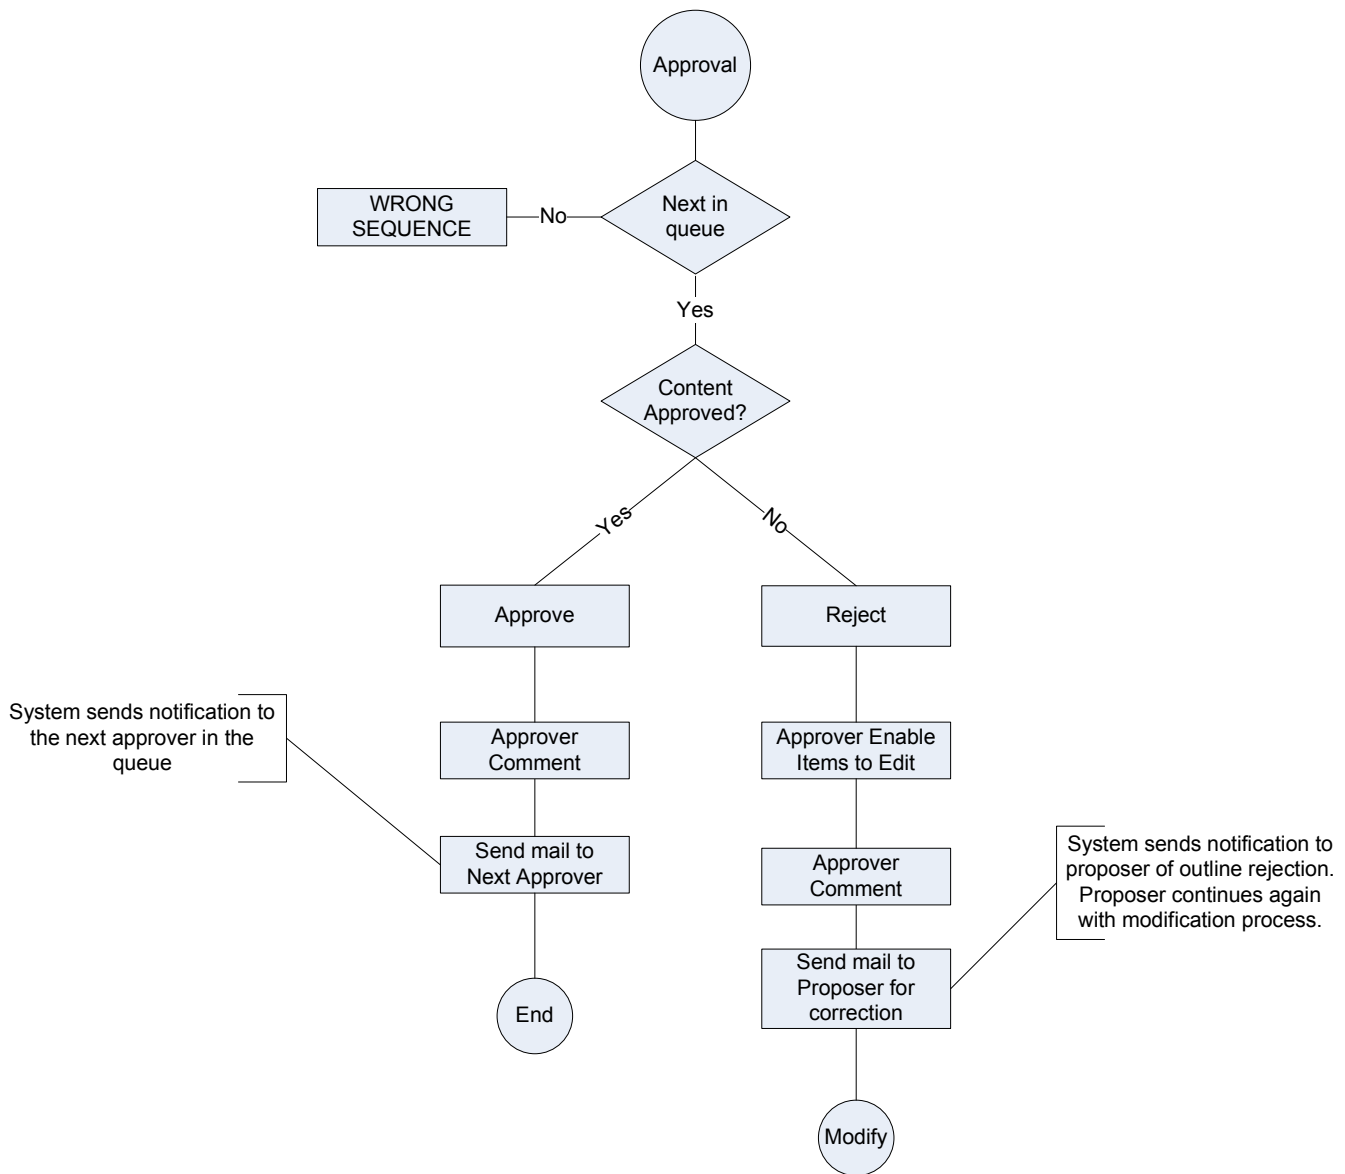 Approval
Next in
queue
No
WRONG
SEQUENCE
Yes
Content
Approved?
Yes
No
Approve
Reject
System sends notification to
the next approver in the
queue
Approver
Comment
Approver Enable
Items to Edit
Send mail to
Next Approver
Approver
Comment
System sends notification to
proposer of outline rejection.
Proposer continues again
with modification process.
Send mail to
Proposer for
correction
End
Modify